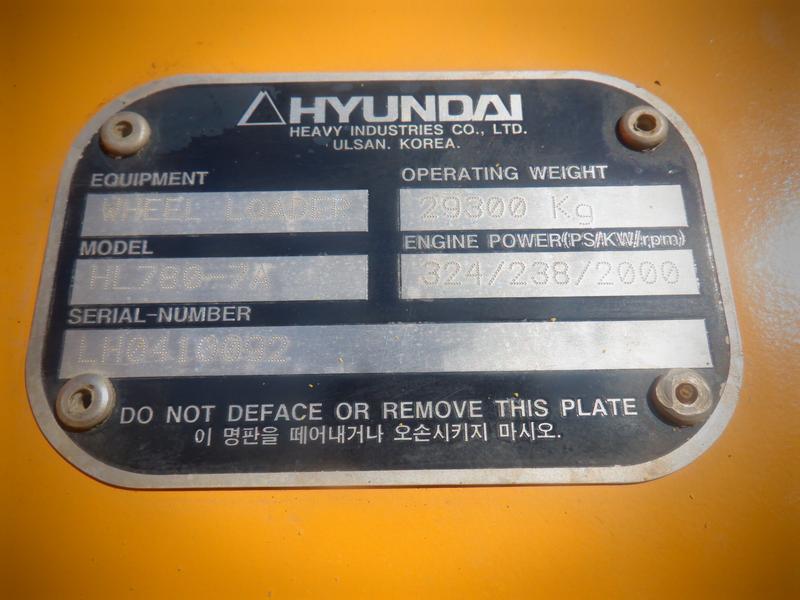 HYUNDAI
HEAVY INDUSTRIES CO., LTD.
ULSAN. KOREA.
EQUIPMENT
WHEEL LOADER
OPERATING WEIGHT
29300 Kg
MODEL
HL780-7A
ENGINE POWER(PS/KW/rpm)
324/238/2000
SERIAL-NUMBER
LH0410092
DO NOT DEFACE OR REMOVE THIS PLATE
이 명판을 떼어내거나 오손시키지 마시오.